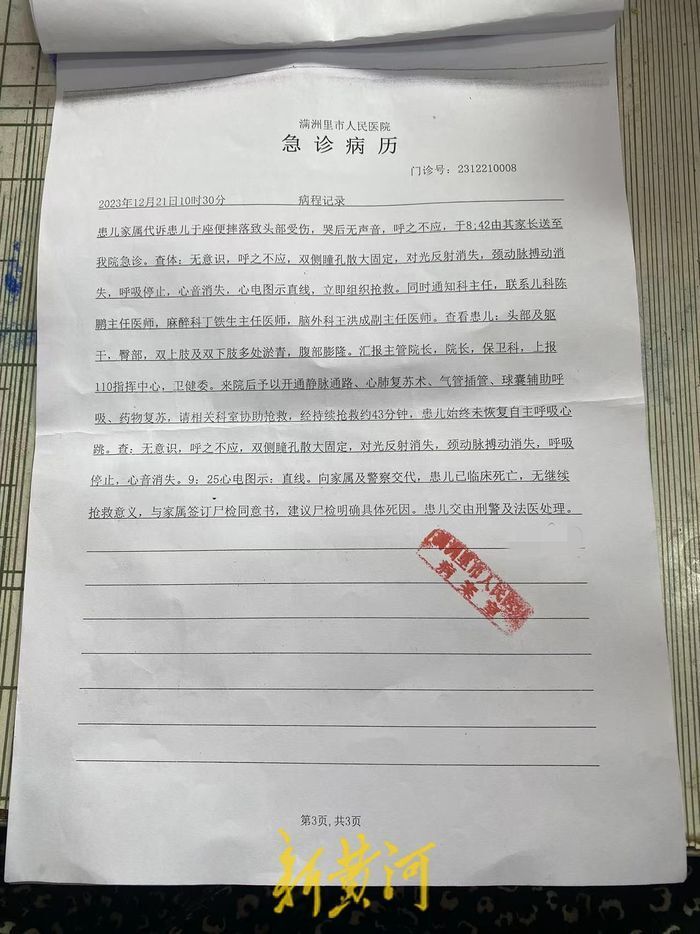 满洲里市人民医院
急诊病历
门诊号：2312210008
2023年12月21日10时30分 病程记录
患儿家属代诉患儿于座便摔落致头部受伤，哭后无声音，呼之不应，于8:42由其家长送至
我院急诊。查体：无意识，呼之不应，双侧瞳孔散大固定，对光反射消失，颈动脉搏动消
失，呼吸停止，心音消失，心电图示直线，立即组织抢救。同时通知科主任，联系儿科陈
鹏主任医师，麻醉科丁铁生主任医师，脑外科王洪成副主任医师。查看患儿：头部及躯
干，臀部，双上肢及双下肢多处淤青，腹部膨隆。汇报主管院长，院长，保卫科，上报
110指挥中心，卫健委。来院后予以开通静脉通路、心肺复苏术、气管插管、球囊辅助呼
吸、药物复苏，请相关科室协助抢救，经持续抢救约43分钟，患儿始终未恢复自主呼吸心
跳。查：无意识，呼之不应，双侧瞳孔散大固定，对光反射消失，颈动脉搏动消失，呼吸
停止，心音消失。9：25心电图示：直线。向家属及警察交代，患儿已临床死亡，无继续
抢救意义，与家属签订尸检同意书，建议尸检明确具体死因。患儿交由刑警及法医处理。
满洲里市人民医院
病案室
第3页,共3页
新黄河